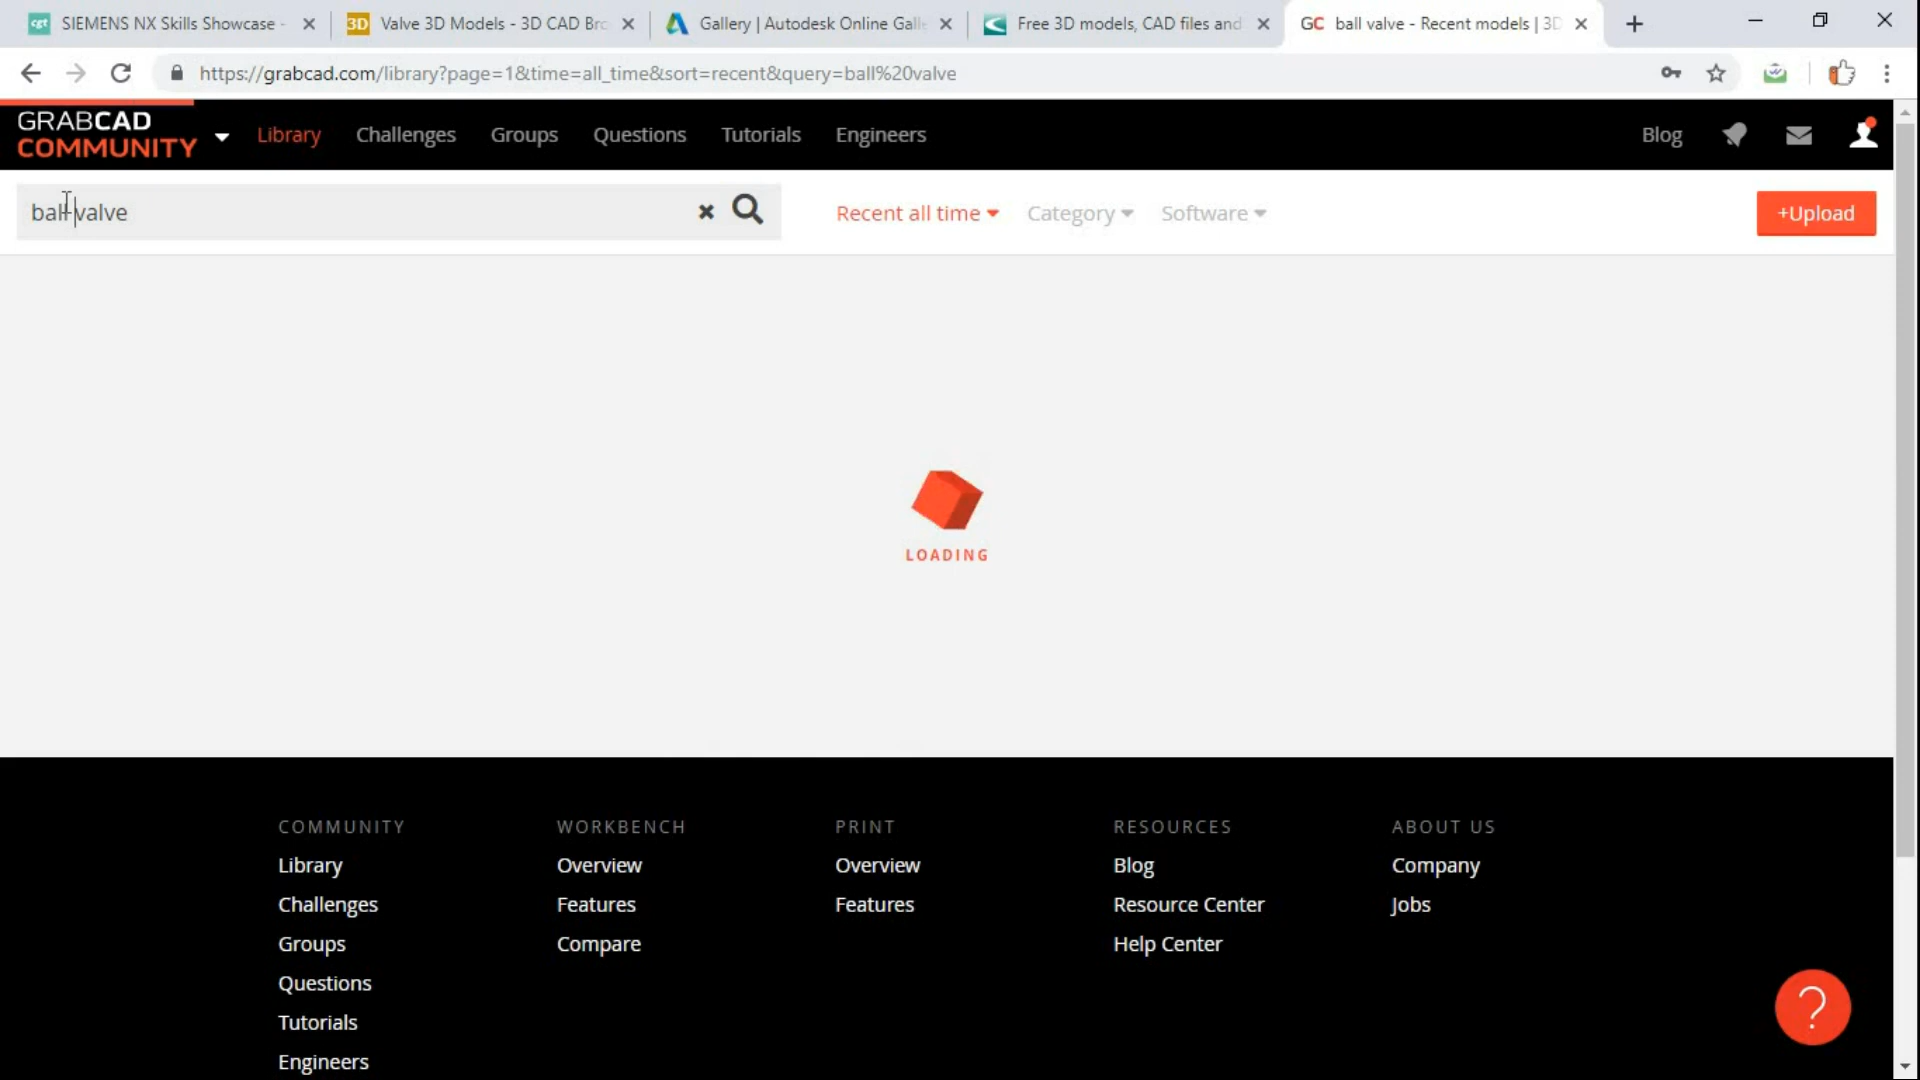 cgt SIEMENS NX Skills Showcase - 3D Valve 3D Models - 3D CAD Bro Gallery | Autodesk Online Galle Free 3D models, CAD files and GC ball valve - Recent models | 3D
https://grabcad.com/library?page=1&time=all_time&sort=recent&query=ball%20valve
GRABCAD
COMMUNITY
Library Challenges Groups Questions Tutorials Engineers Blog
ball valve Recent all time Category Software +Upload
LOADING
COMMUNITY WORKBENCH PRINT RESOURCES ABOUT US
Library Overview Overview Blog Company
Challenges Features Features Resource Center Jobs
Groups Compare Help Center
Questions
Tutorials
Engineers
?